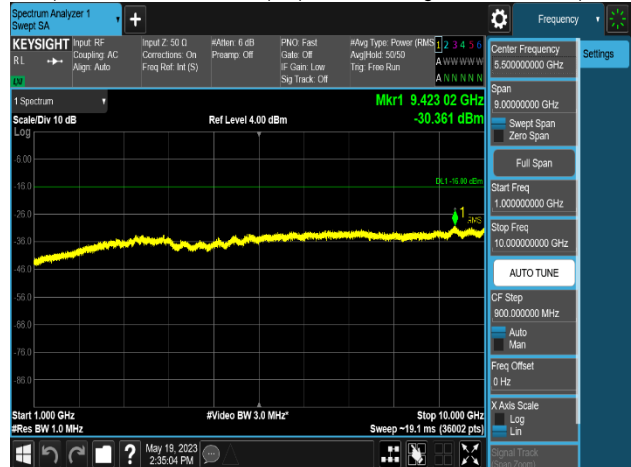 Spectrum Analyzer 1
Swept SA
Frequency
KEYSIGHT
RL
Input: RF
Coupling: AC
Align: Auto
Input Z: 50 Ω
Corrections: On
Freq Ref: Int (S)
#Atten: 6 dB
Preamp: Off
PNO: Fast
Gate: Off
IF Gain: Low
Sig Track: Off
#Avg Type: Power (RMS
Avg|Hold: 50/50
Trig: Free Run
1 2 3 4 5 6
A W W W W W
A N N N N N
LXI
1 Spectrum
Scale/Div 10 dB
Log
Ref Level 4.00 dBm
Mkr1 9.423 02 GHz
-30.361 dBm
-6.00
DL1 -16.00 dBm
-16.0
1
RMS
-26.0
-36.0
-46.0
-56.0
-66.0
-76.0
-86.0
Start 1.000 GHz
#Video BW 3.0 MHz*
Stop 10.000 GHz
#Res BW 1.0 MHz
Sweep ~19.1 ms (36002 pts)
May 19, 2023
2:35:04 PM
Center Frequency
5.500000000 GHz
Settings
Span
9.00000000 GHz
Swept Span
Zero Span
Full Span
Start Freq
1.000000000 GHz
Stop Freq
10.000000000 GHz
AUTO TUNE
CF Step
900.000000 MHz
Auto
Man
Freq Offset
0 Hz
X Axis Scale
Log
Lin
Signal Track
(Span Zoom)